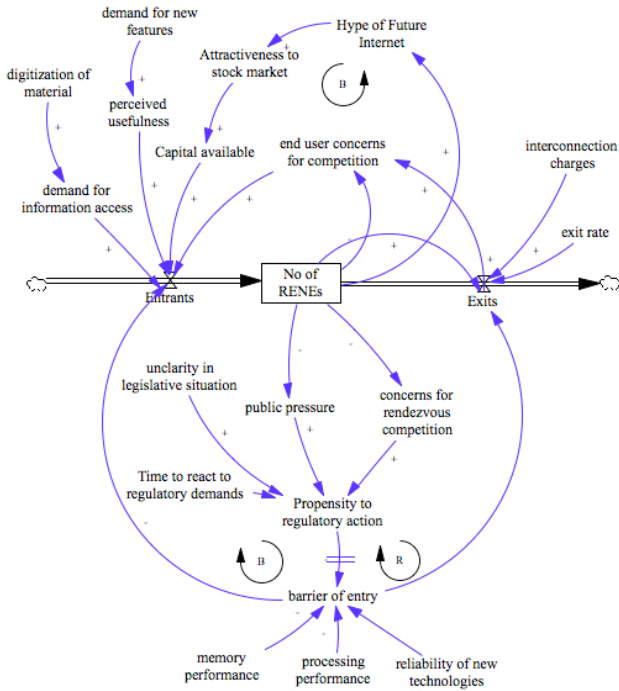 demand for new
features
Hype of Future
Internet
Attractiveness to
stock market
digitization of
material
perceived
usefulness
B
Capital available
end user concerns
for competition
interconnection
charges
demand for
information access
exit rate
No of
RENEs
Entrants
Exits
unclarity in
legislative situation
public pressure
concerns for
rendezvous
competition
Time to react to
regulatory demands
Propensity to
regulatory action
B
R
barrier of entry
memory
performance
processing
performance
reliability of new
technologies